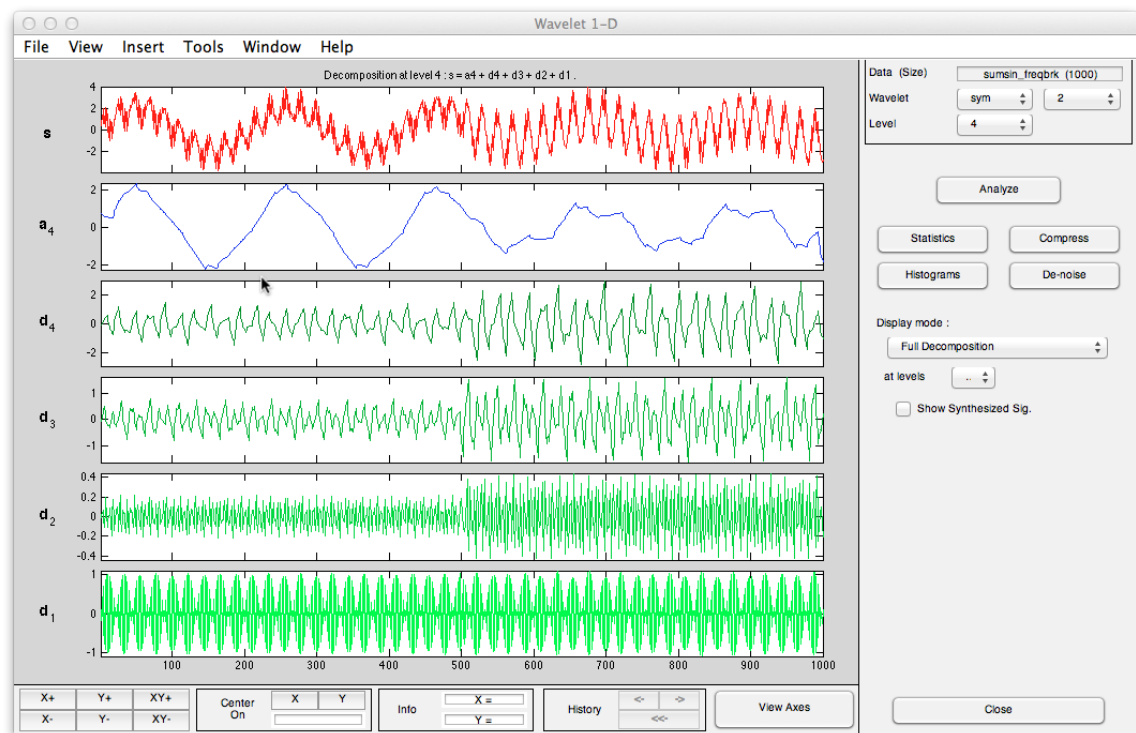 Wavelet 1-D
File View Insert Tools Window Help
Decomposition at level 4 : s = a4 + d4 + d3 + d2 + d1 .
s
4
2
0
-2
a4
2
0
-2
d4
2
0
-2
d3
1
0
-1
d2
0.4
0.2
0
-0.2
-0.4
d1
1
0
-1
100 200 300 400 500 600 700 800 900 1000
Data (Size) sumsin_freqbrk (1000)
Wavelet sym 2
Level 4
Analyze
Statistics Compress
Histograms De-noise
Display mode :
Full Decomposition
at levels ..
Show Synthesized Sig.
X+ Y+ XY+
X- Y- XY-
Center
On
X Y
Info
X =
Y =
History
<- ->
<<-
View Axes
Close